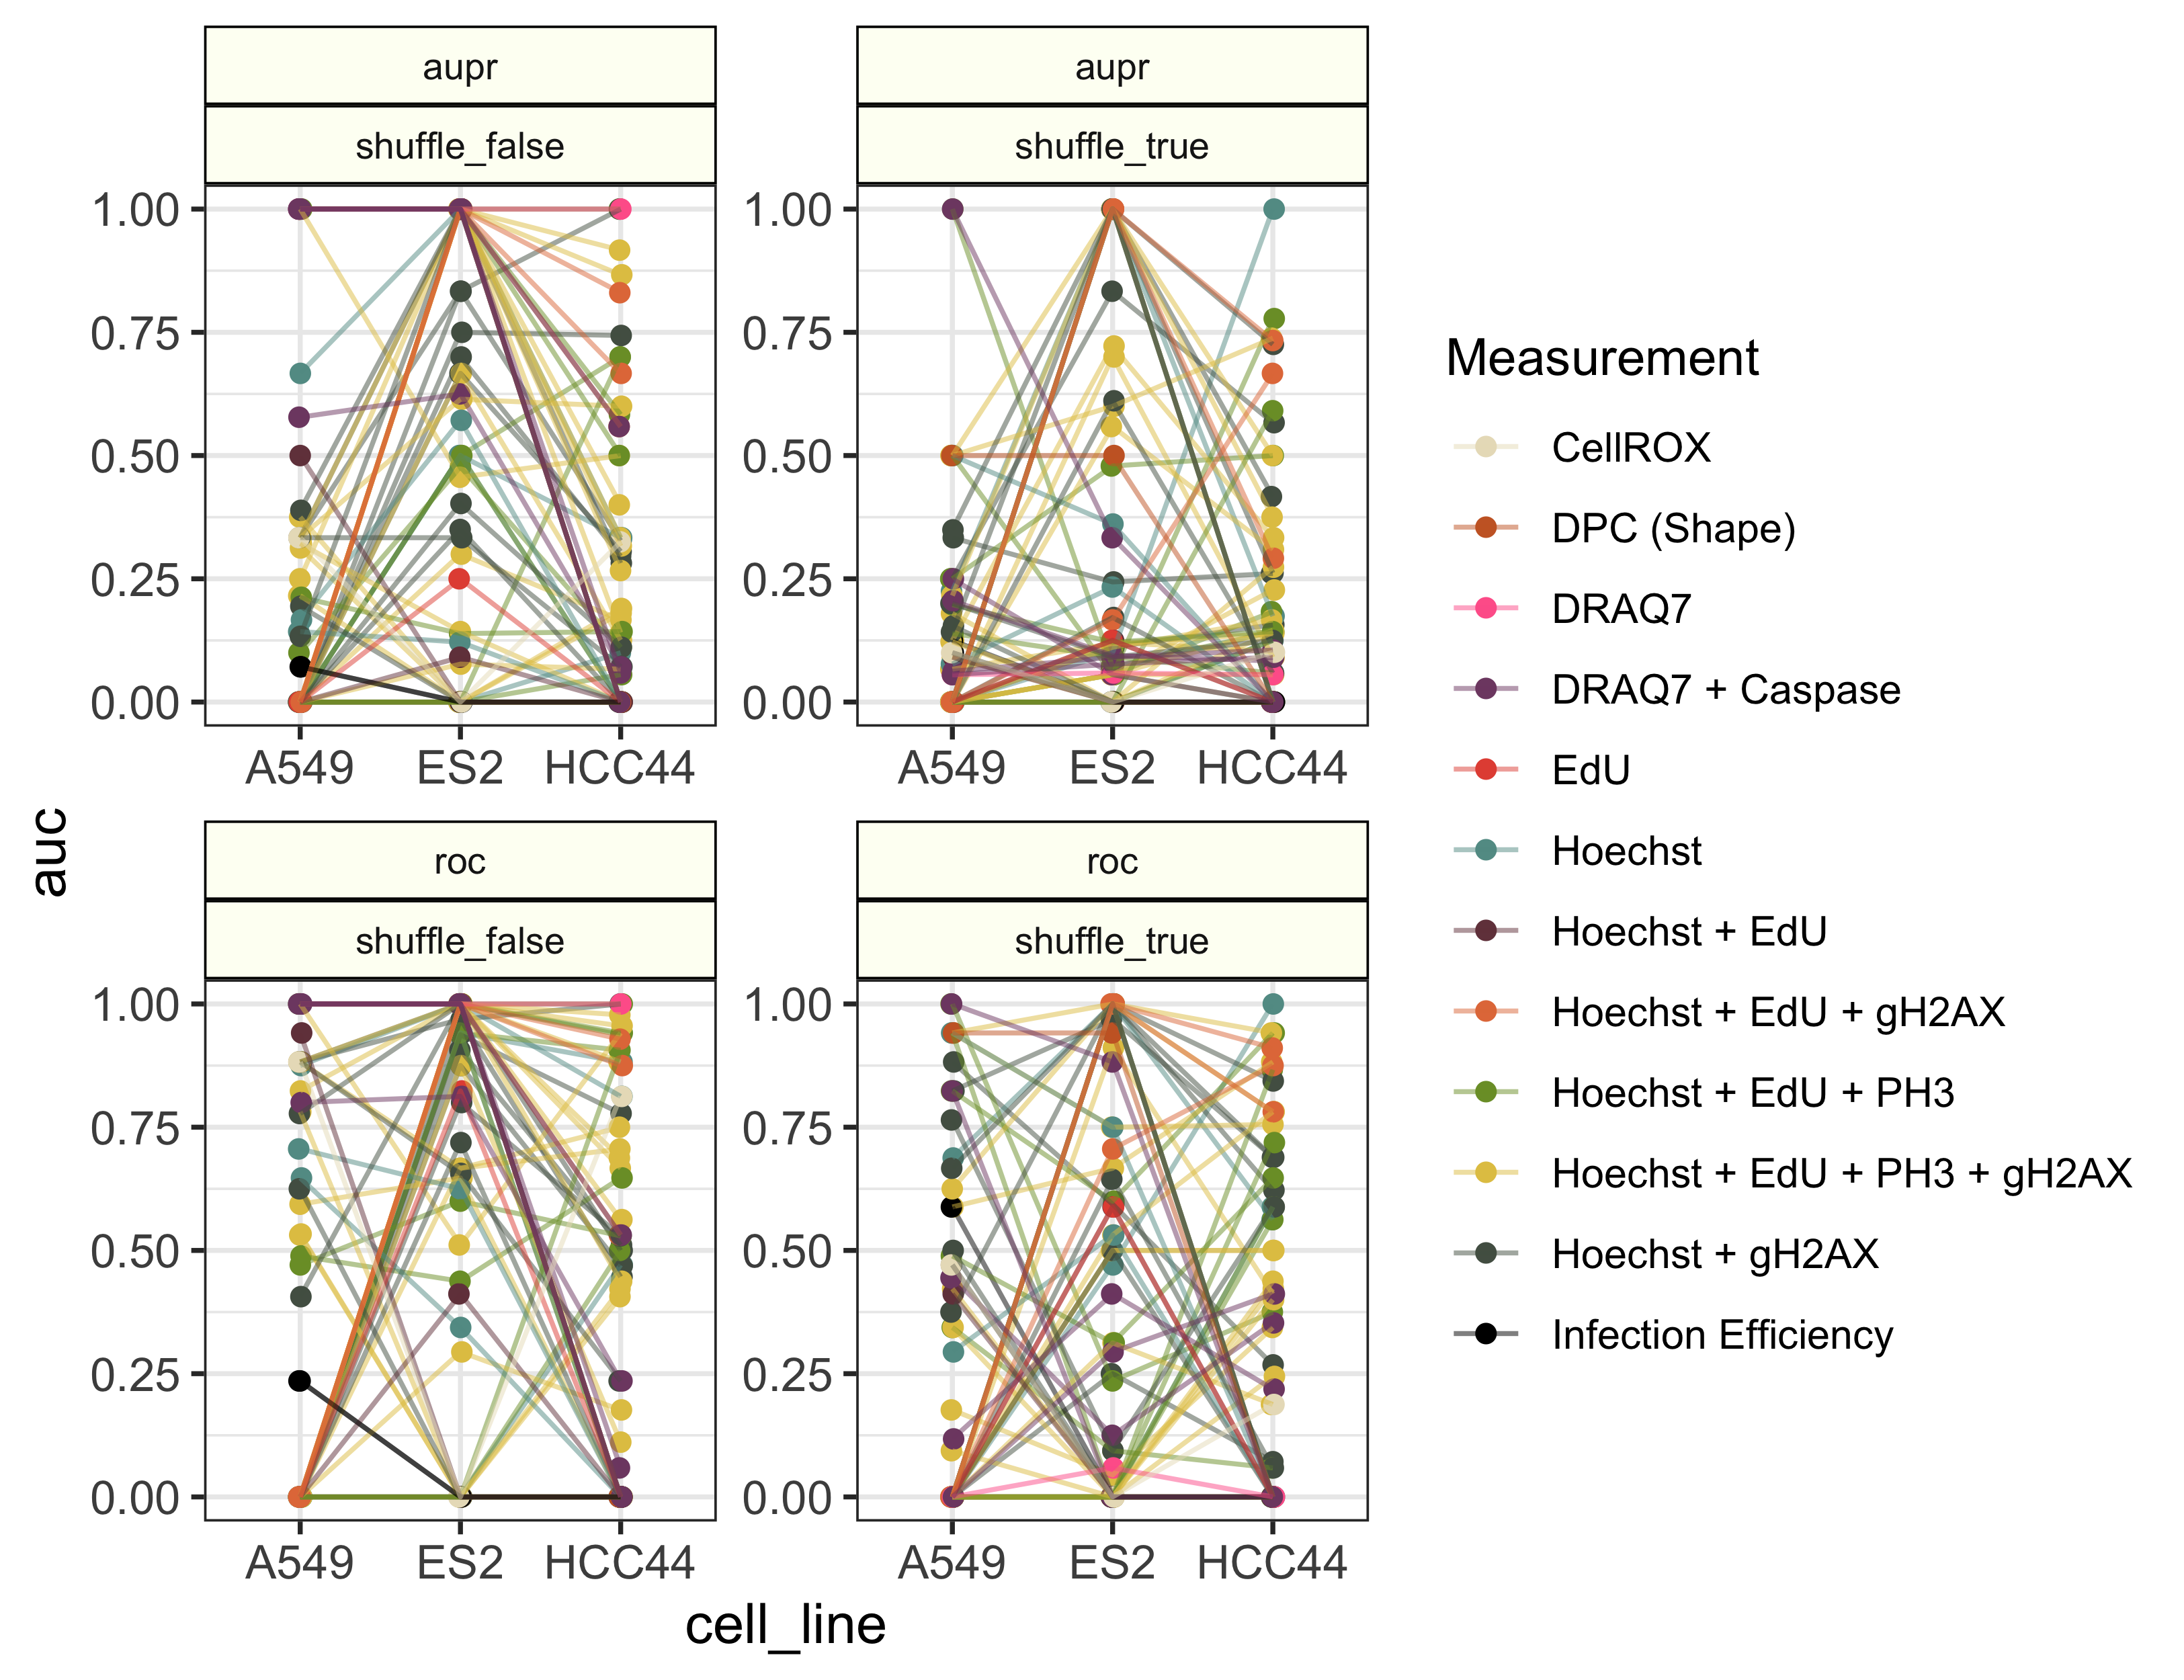 aupr
aupr
shuffle_false
shuffle_true
1.00
0.75
0.50
0.25
0.00
1.00
0.75
0.50
0.25
0.00
A549 ES2 HCC44
A549 ES2 HCC44
roc
roc
shuffle_false
shuffle_true
1.00
0.75
0.50
0.25
0.00
1.00
0.75
0.50
0.25
0.00
A549 ES2 HCC44
A549 ES2 HCC44
auc
cell_line
Measurement
CellROX
DPC (Shape)
DRAQ7
DRAQ7 + Caspase
EdU
Hoechst
Hoechst + EdU
Hoechst + EdU + gH2AX
Hoechst + EdU + PH3
Hoechst + EdU + PH3 + gH2AX
Hoechst + gH2AX
Infection Efficiency